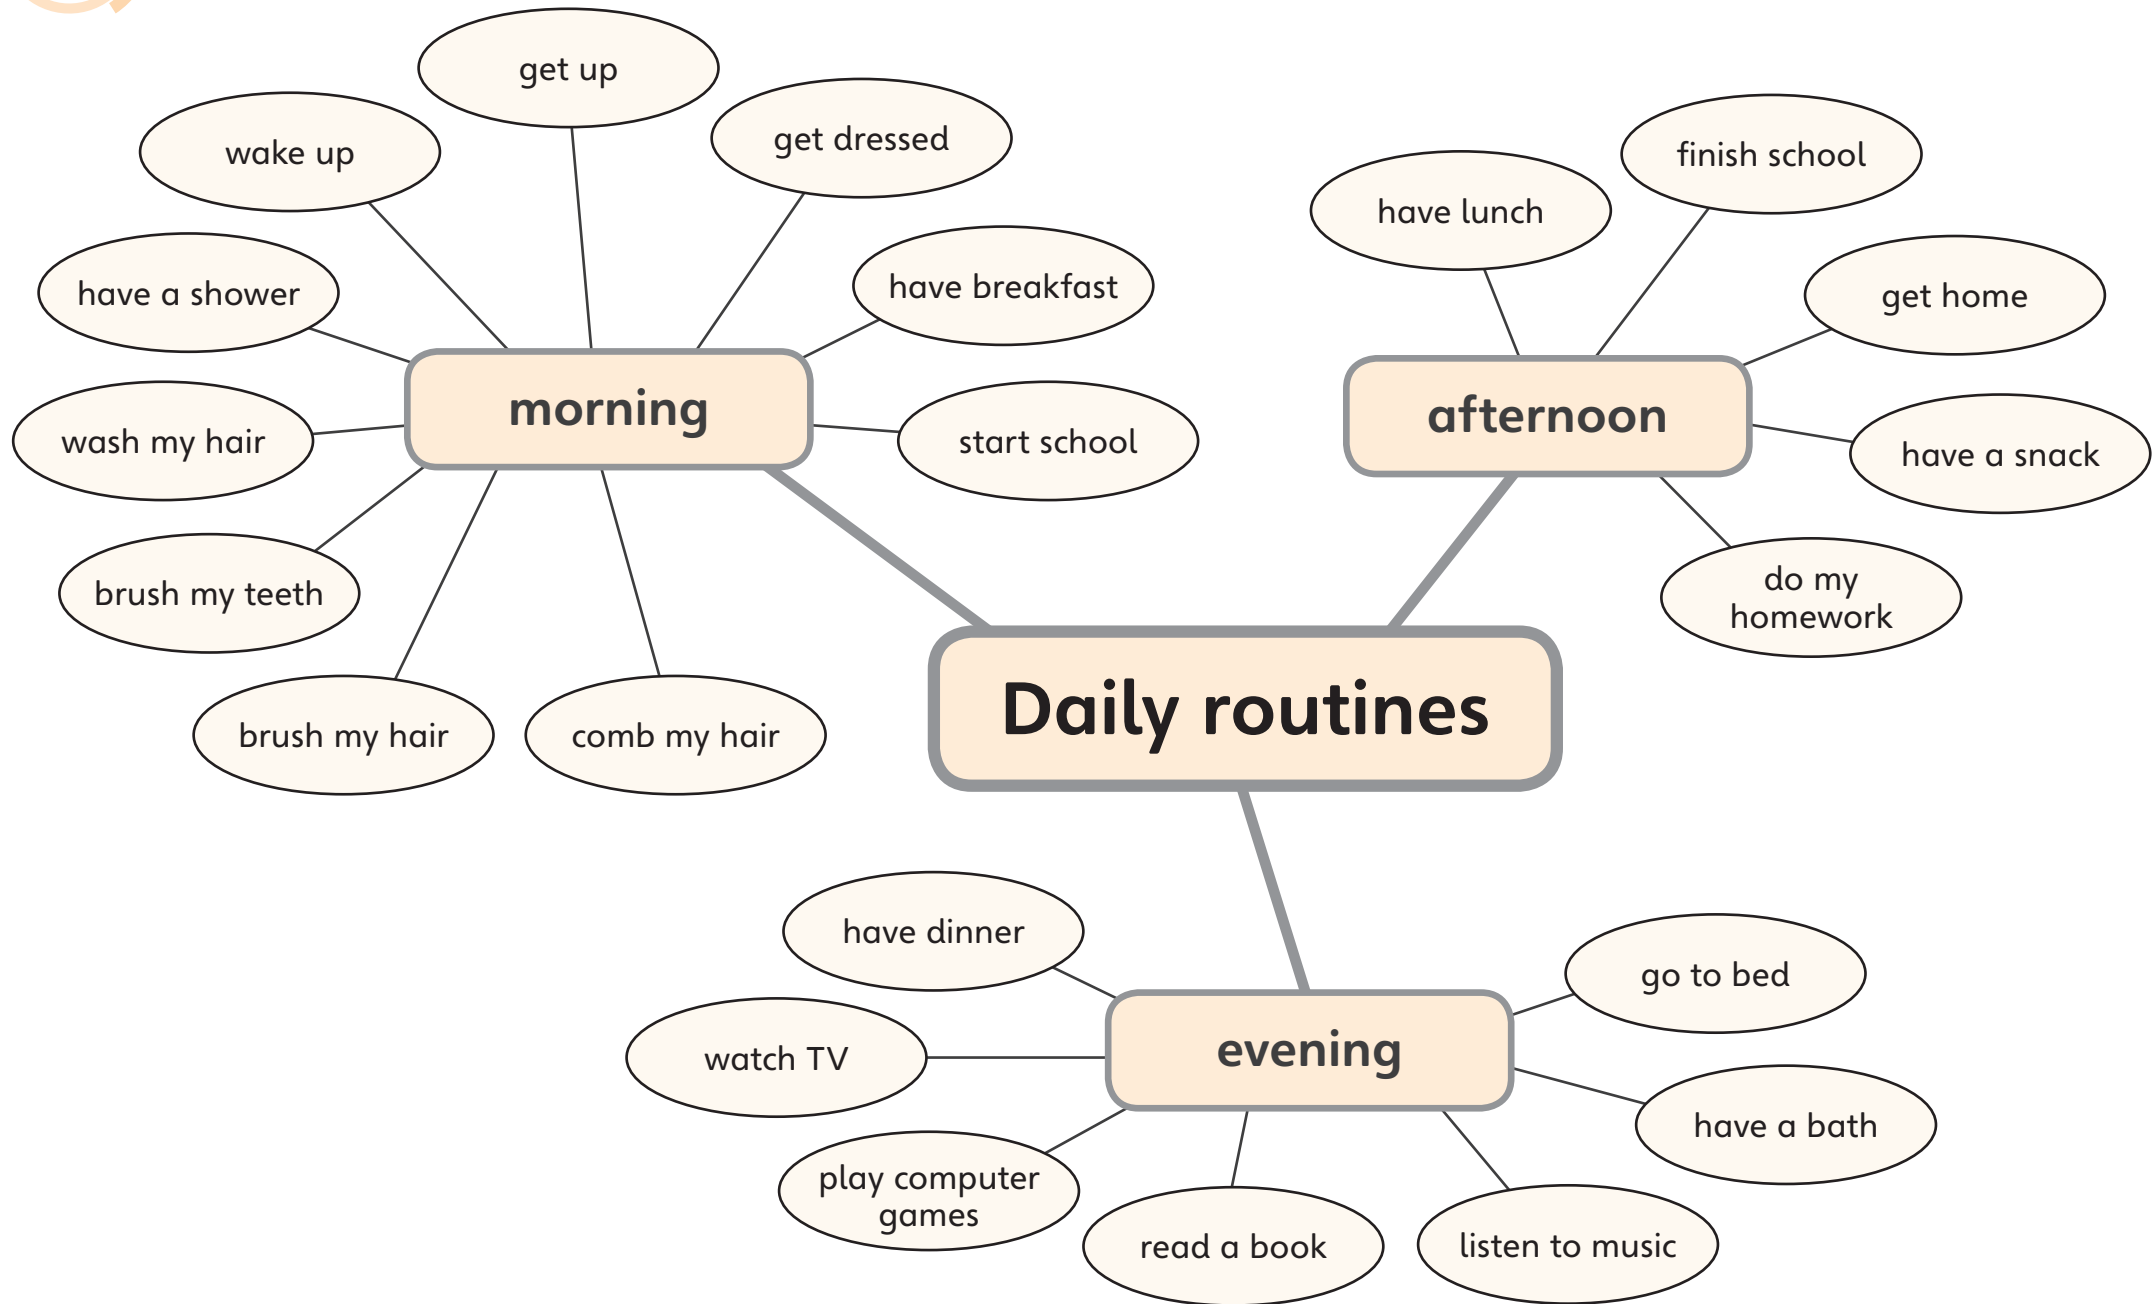 get up
get dressed
wake up
have a shower
have breakfast
morning
wash my hair
start school
brush my teeth
brush my hair
comb my hair
finish school
have lunch
get home
afternoon
have a snack
do my
homework
Daily routines
have dinner
go to bed
watch TV
evening
have a bath
play computer
games
read a book
listen to music